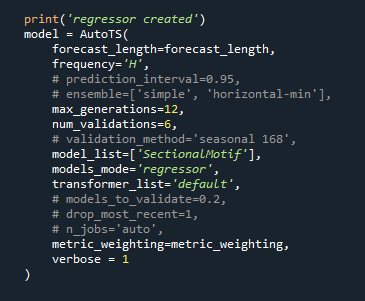 print('regressor created')
model = AutoTS(
    forecast_length=forecast_length,
    frequency='H',
    # prediction_interval=0.95,
    # ensemble=['simple', 'horizontal-min'],
    max_generations=12,
    num_validations=6,
    # validation_method='seasonal 168',
    model_list=['SectionalMotif'],
    models_mode='regressor',
    transformer_list='default',
    # models_to_validate=0.2,
    # drop_most_recent=1,
    # n_jobs='auto',
    metric_weighting=metric_weighting,
    verbose = 1
)